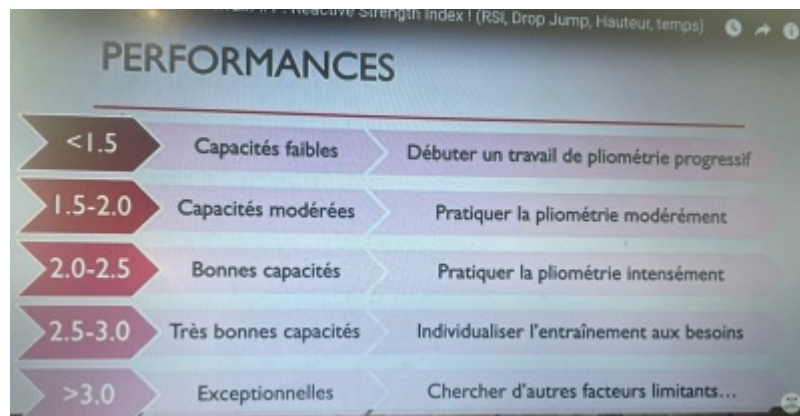 Reactive Strength Index ! (RSI, Drop Jump, Hauteur, temps)
PERFORMANCES
<1.5 Capacités faibles Débuter un travail de pliométrie progressif
1.5-2.0 Capacités modérées Pratiquer la pliométrie modérément
2.0-2.5 Bonnes capacités Pratiquer la pliométrie intensément
2.5-3.0 Très bonnes capacités Individualiser l'entraînement aux besoins
>3.0 Exceptionnelles Chercher d'autres facteurs limitants...